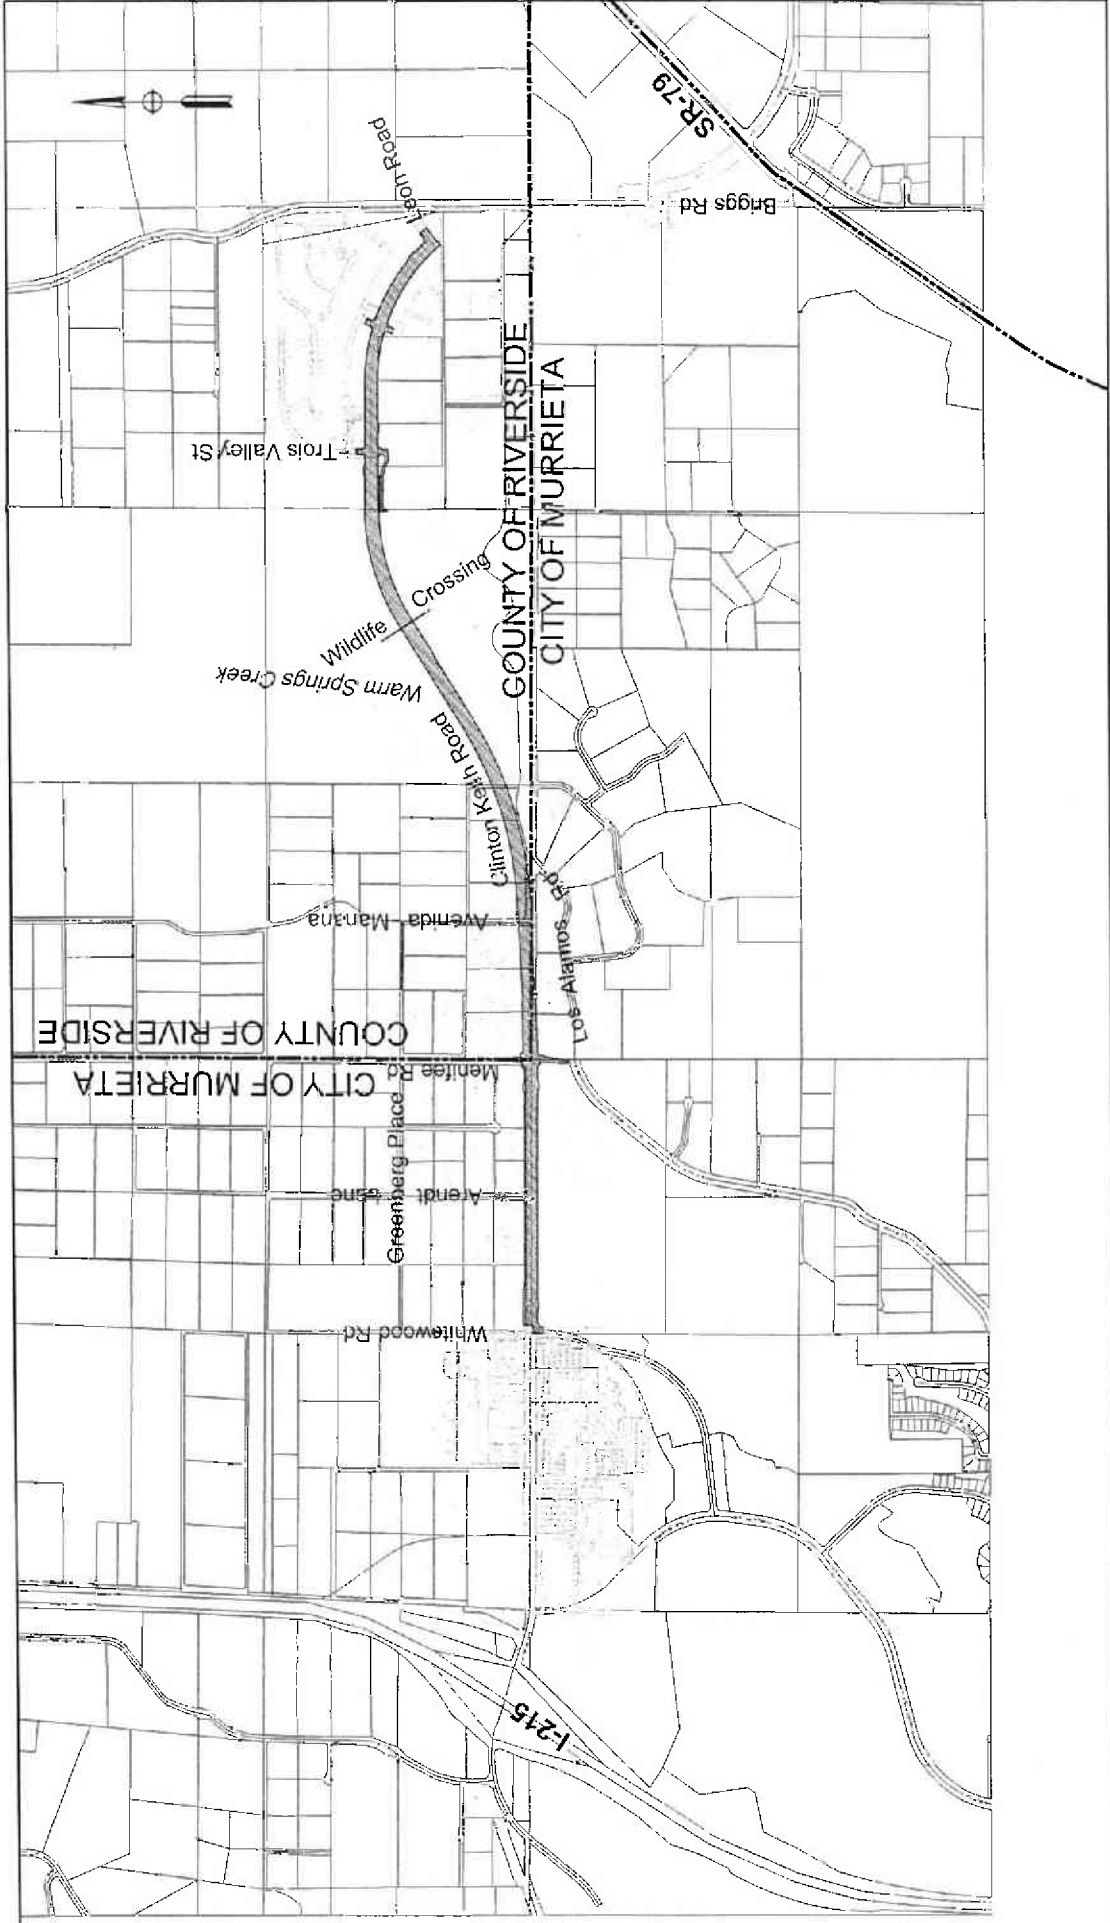 SR-79
Leon Road
Briggs Rd
Trois Valley St
COUNTY OF RIVERSIDE
CITY OF MURRIETA
Wildlife Crossing
Warm Springs Creek
Clinton Keith Road
Avenida Manana
Los Alamos Rd
COUNTY OF RIVERSIDE
CITY OF MURRIETA
Menifee Rd
Greenberg Place
Arendt Lane
Whitewood Rd
I-215